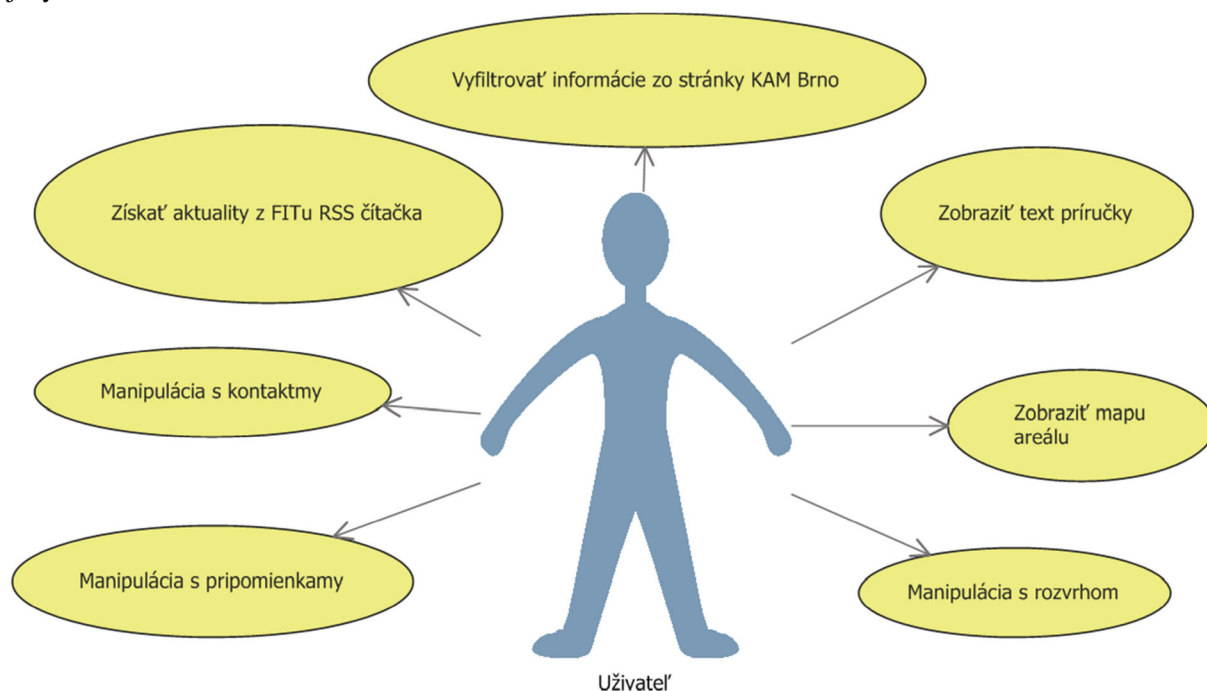 Vyfiltrovať informácie zo stránky KAM Brno
Získať aktuality z FITu RSS čítačka
Zobraziť text príručky
Manipulácia s kontaktmy
Zobraziť mapu
areálu
Manipulácia s pripomienkamy
Manipulácia s rozvrhom
Uživateľ